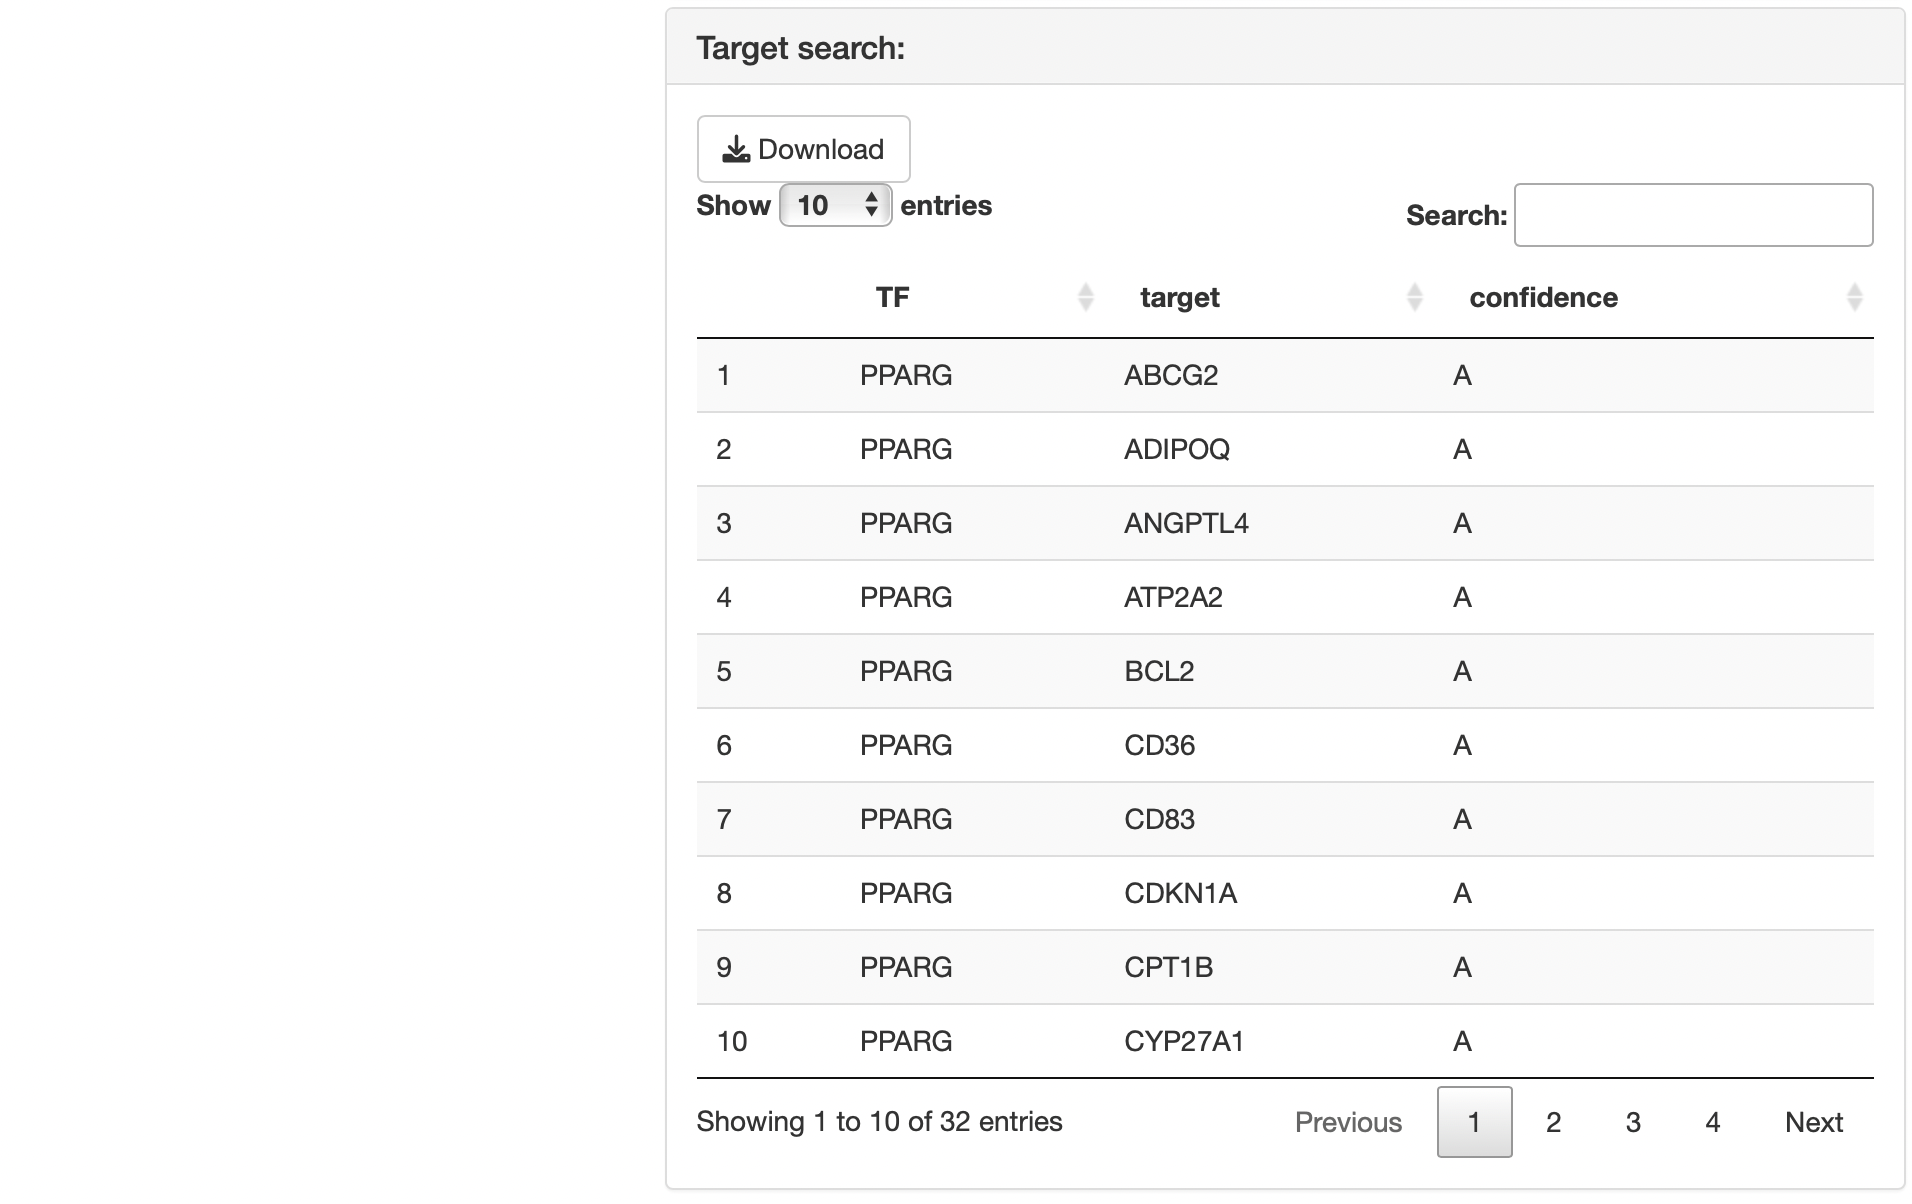 Target search:
Download
Show 10 entries
Search:
TF target confidence
1 PPARG ABCG2 A
2 PPARG ADIPOQ A
3 PPARG ANGPTL4 A
4 PPARG ATP2A2 A
5 PPARG BCL2 A
6 PPARG CD36 A
7 PPARG CD83 A
8 PPARG CDKN1A A
9 PPARG CPT1B A
10 PPARG CYP27A1 A
Showing 1 to 10 of 32 entries
Previous 1 2 3 4 Next